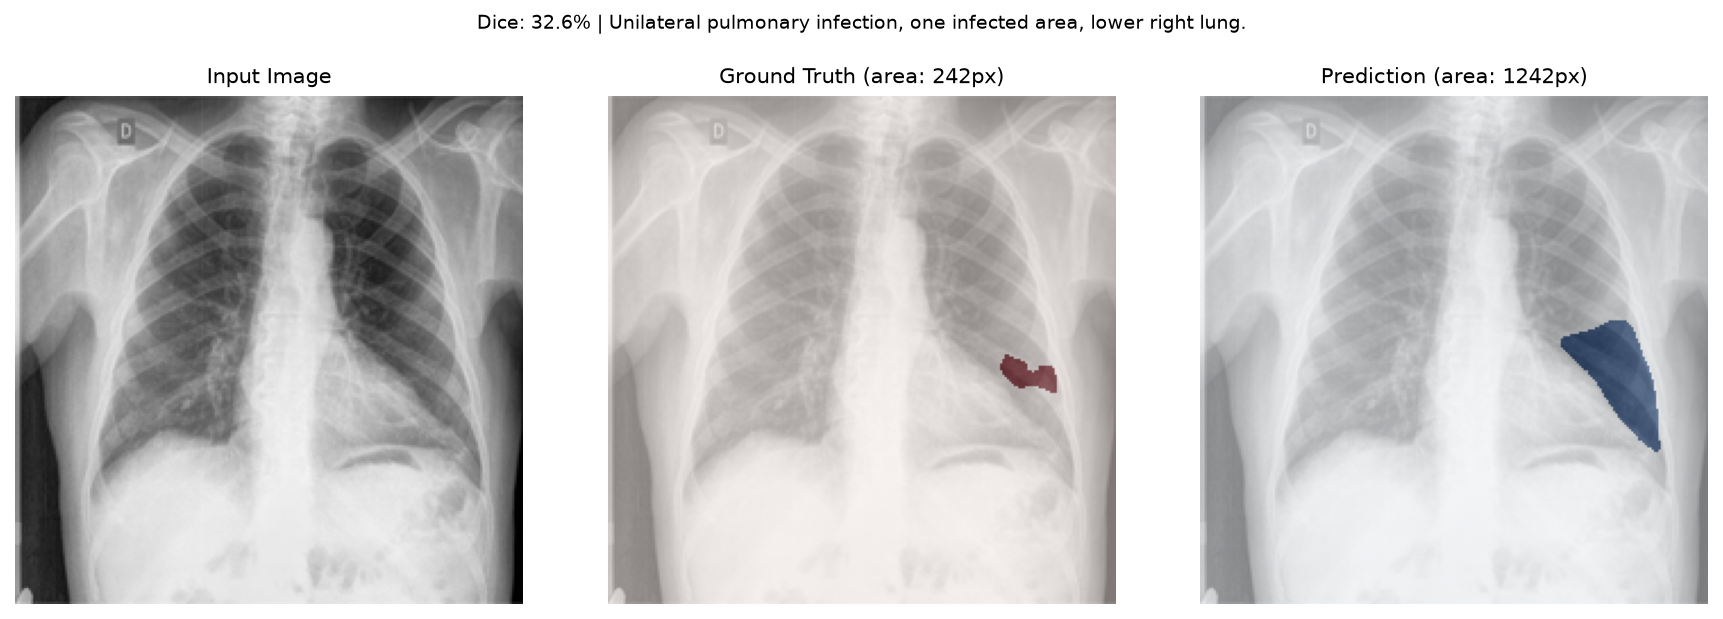 Dice: 32.6% | Unilateral pulmonary infection, one infected area, lower right lung.
Input Image
Ground Truth (area: 242px)
Prediction (area: 1242px)
D
D
D